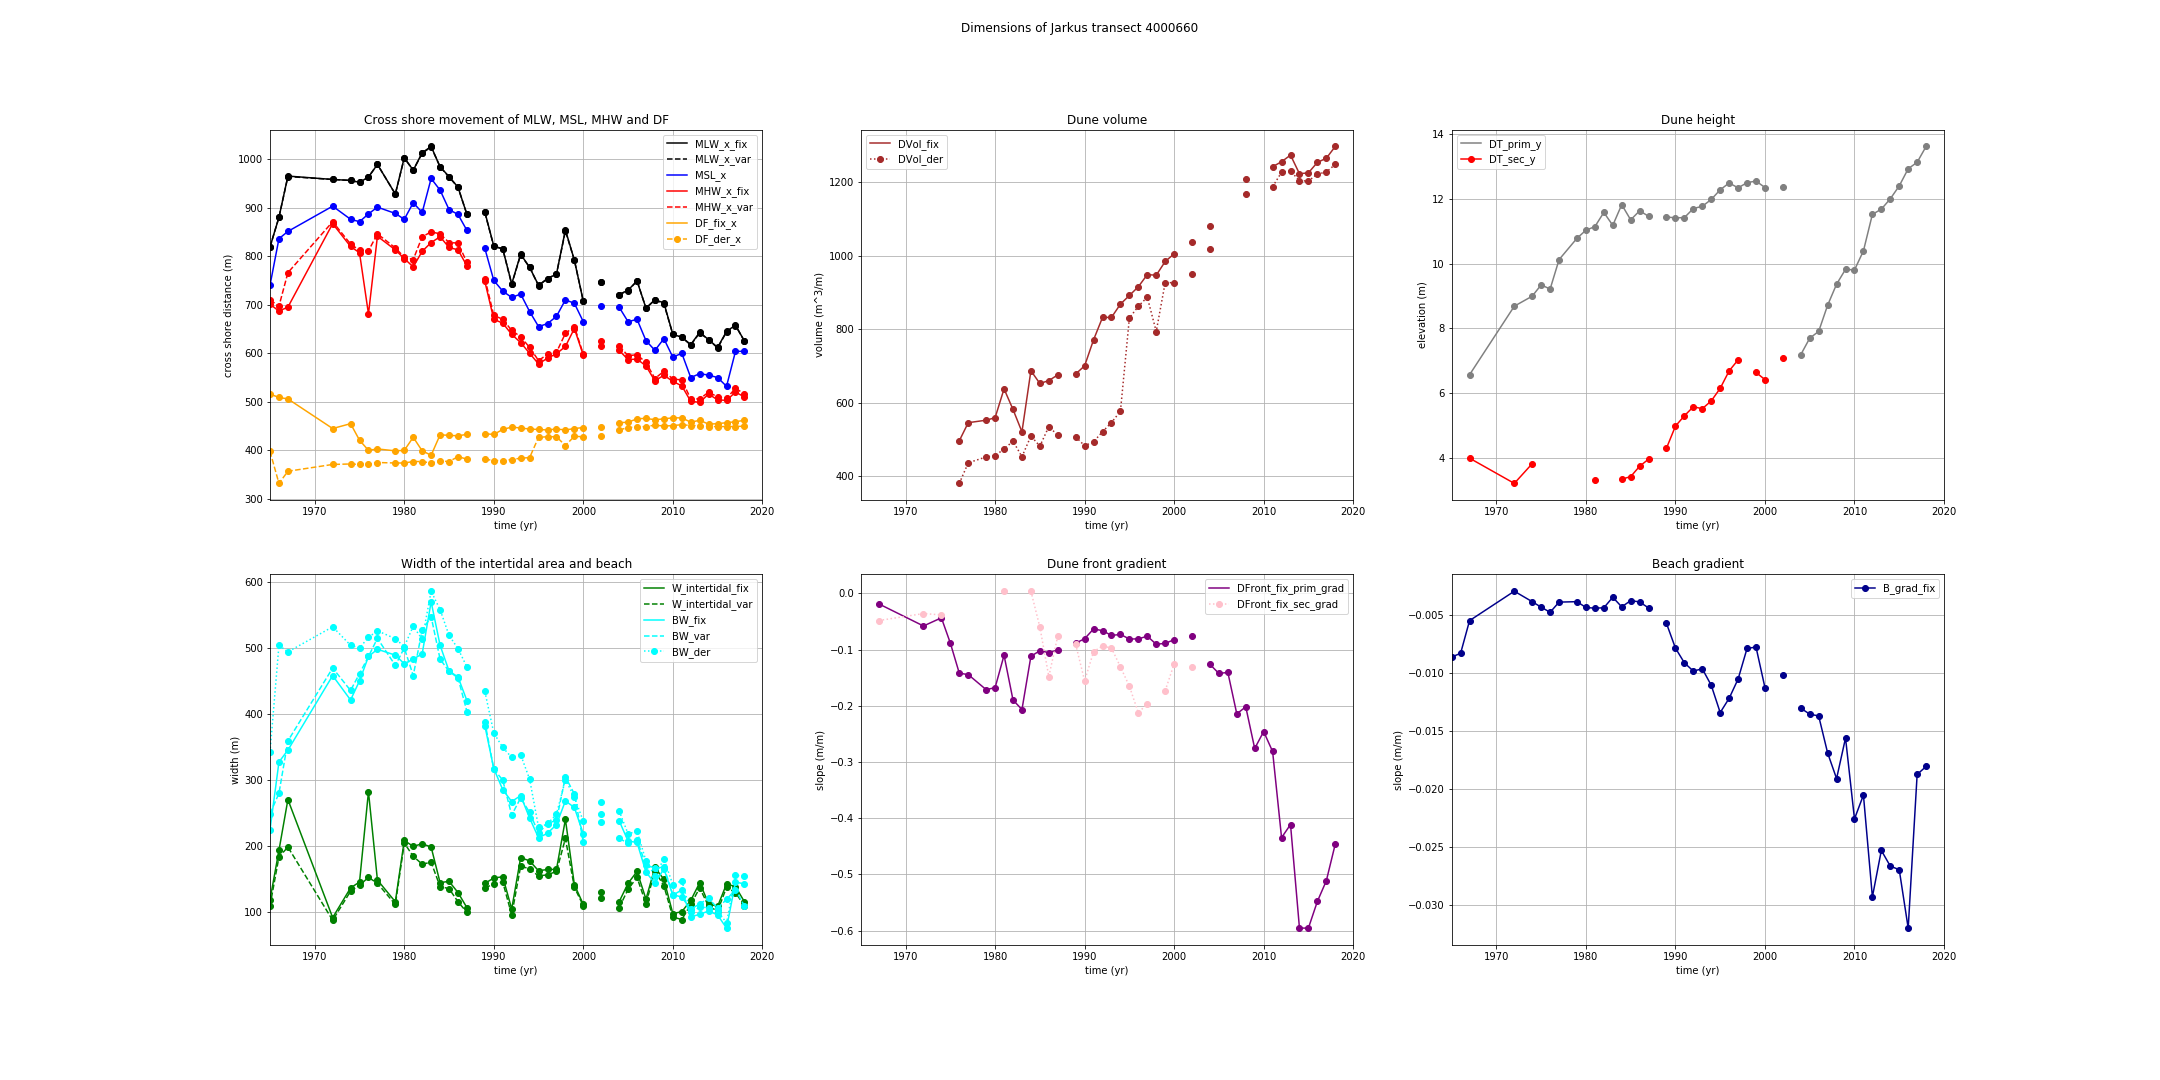 Dimensions of Jarkus transect 4000660
Cross shore movement of MLW, MSL, MHW and DF
cross shore distance (m)
1000
900
800
700
600
500
400
300
MLW_x_fix
MLW_x_var
MSL_x
MHW_x_fix
MHW_x_var
DF_fix_x
DF_der_x
1970 1980 1990 2000 2010 2020
time (yr)
Dune volume
volume (m^3/m)
1200
1000
800
600
400
DVol_fix
DVol_der
1970 1980 1990 2000 2010 2020
time (yr)
Dune height
elevation (m)
14
12
10
8
6
4
DT_prim_y
DT_sec_y
1970 1980 1990 2000 2010 2020
time (yr)
Width of the intertidal area and beach
width (m)
600
500
400
300
200
100
W_intertidal_fix
W_intertidal_var
BW_fix
BW_var
BW_der
1970 1980 1990 2000 2010 2020
time (yr)
Dune front gradient
slope (m/m)
0.0
−0.1
−0.2
−0.3
−0.4
−0.5
−0.6
DFront_fix_prim_grad
DFront_fix_sec_grad
1970 1980 1990 2000 2010 2020
time (yr)
Beach gradient
slope (m/m)
−0.005
−0.010
−0.015
−0.020
−0.025
−0.030
B_grad_fix
1970 1980 1990 2000 2010 2020
time (yr)